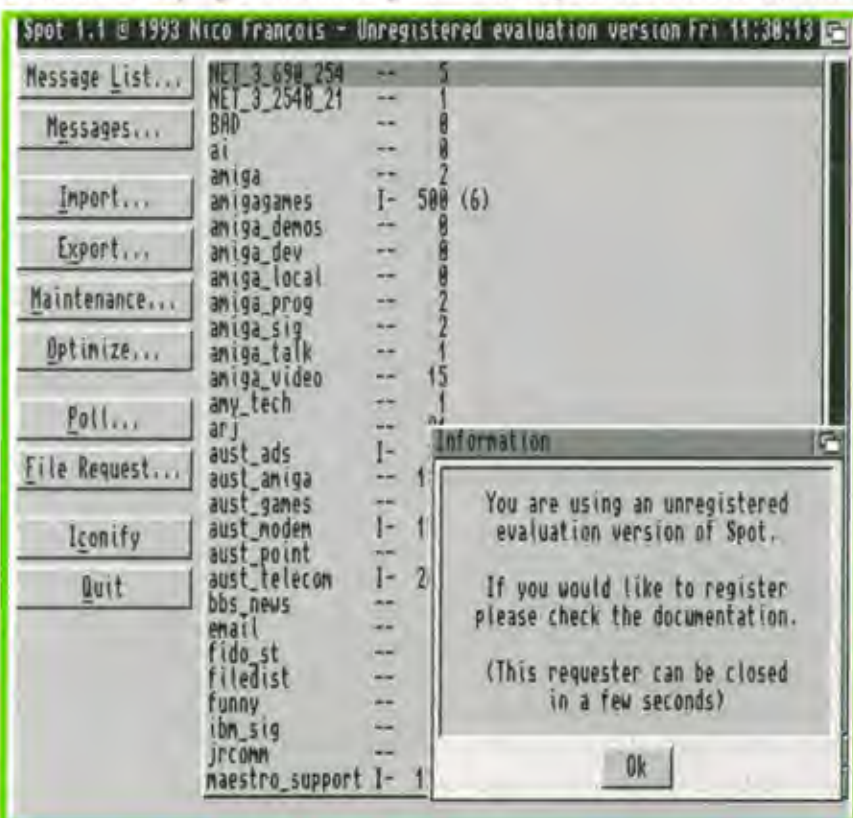 Spot 1.1 © 1993 Nico François - Unregistered evaluation version Fri 11:38:13
Message List...
Messages...
Import...
Export...
Maintenance...
Optimize...
Poll...
File Request...
Iconify
Quit
NET_3_690_254 -- 5
NET_3_2540_21 -- 1
BAD -- 0
ai -- 0
amiga -- 2
amigagames I- 500 (6)
amiga_demos -- 0
amiga_dev -- 0
amiga_local -- 0
amiga_prog -- 2
amiga_sig -- 2
amiga_talk -- 1
amiga_video -- 15
any_tech -- 1
arj --
aust_ads I-
aust_amiga -- 1
aust_games --
aust_modem I- 1
aust_point --
aust_telecom I- 2
bbs_news --
email --
fido_st --
filedist --
funny --
ibm_sig --
jrcomm --
maestro_support I- 1
Information
You are using an unregistered
evaluation version of Spot.
If you would like to register
please check the documentation.
(This requester can be closed
in a few seconds)
Ok